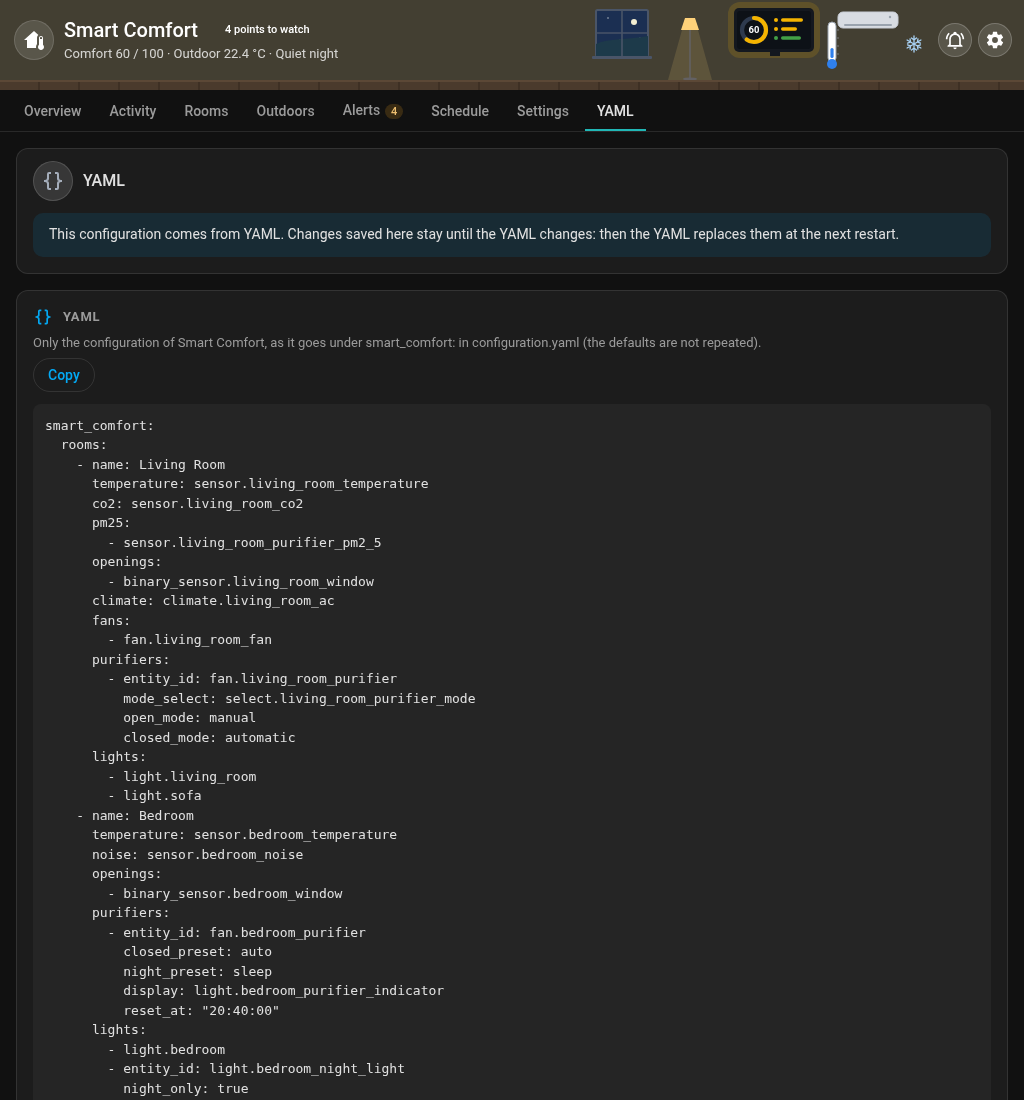 Smart Comfort
4 points to watch
Comfort 60 / 100 · Outdoor 22.4 °C · Quiet night
60
Overview
Activity
Rooms
Outdoors
Alerts 4
Schedule
Settings
YAML
{} YAML
This configuration comes from YAML. Changes saved here stay until the YAML changes: then the YAML replaces them at the next restart.
{} YAML
Only the configuration of Smart Comfort, as it goes under smart_comfort: in configuration.yaml (the defaults are not repeated).
Copy
smart_comfort:
  rooms:
    - name: Living Room
      temperature: sensor.living_room_temperature
      co2: sensor.living_room_co2
      pm25:
        - sensor.living_room_purifier_pm2_5
      openings:
        - binary_sensor.living_room_window
      climate: climate.living_room_ac
      fans:
        - fan.living_room_fan
      purifiers:
        - entity_id: fan.living_room_purifier
          mode_select: select.living_room_purifier_mode
          open_mode: manual
          closed_mode: automatic
      lights:
        - light.living_room
        - light.sofa
    - name: Bedroom
      temperature: sensor.bedroom_temperature
      noise: sensor.bedroom_noise
      openings:
        - binary_sensor.bedroom_window
      purifiers:
        - entity_id: fan.bedroom_purifier
          closed_preset: auto
          night_preset: sleep
          display: light.bedroom_purifier_indicator
          reset_at: "20:40:00"
      lights:
        - light.bedroom
        - entity_id: light.bedroom_night_light
          night_only: true